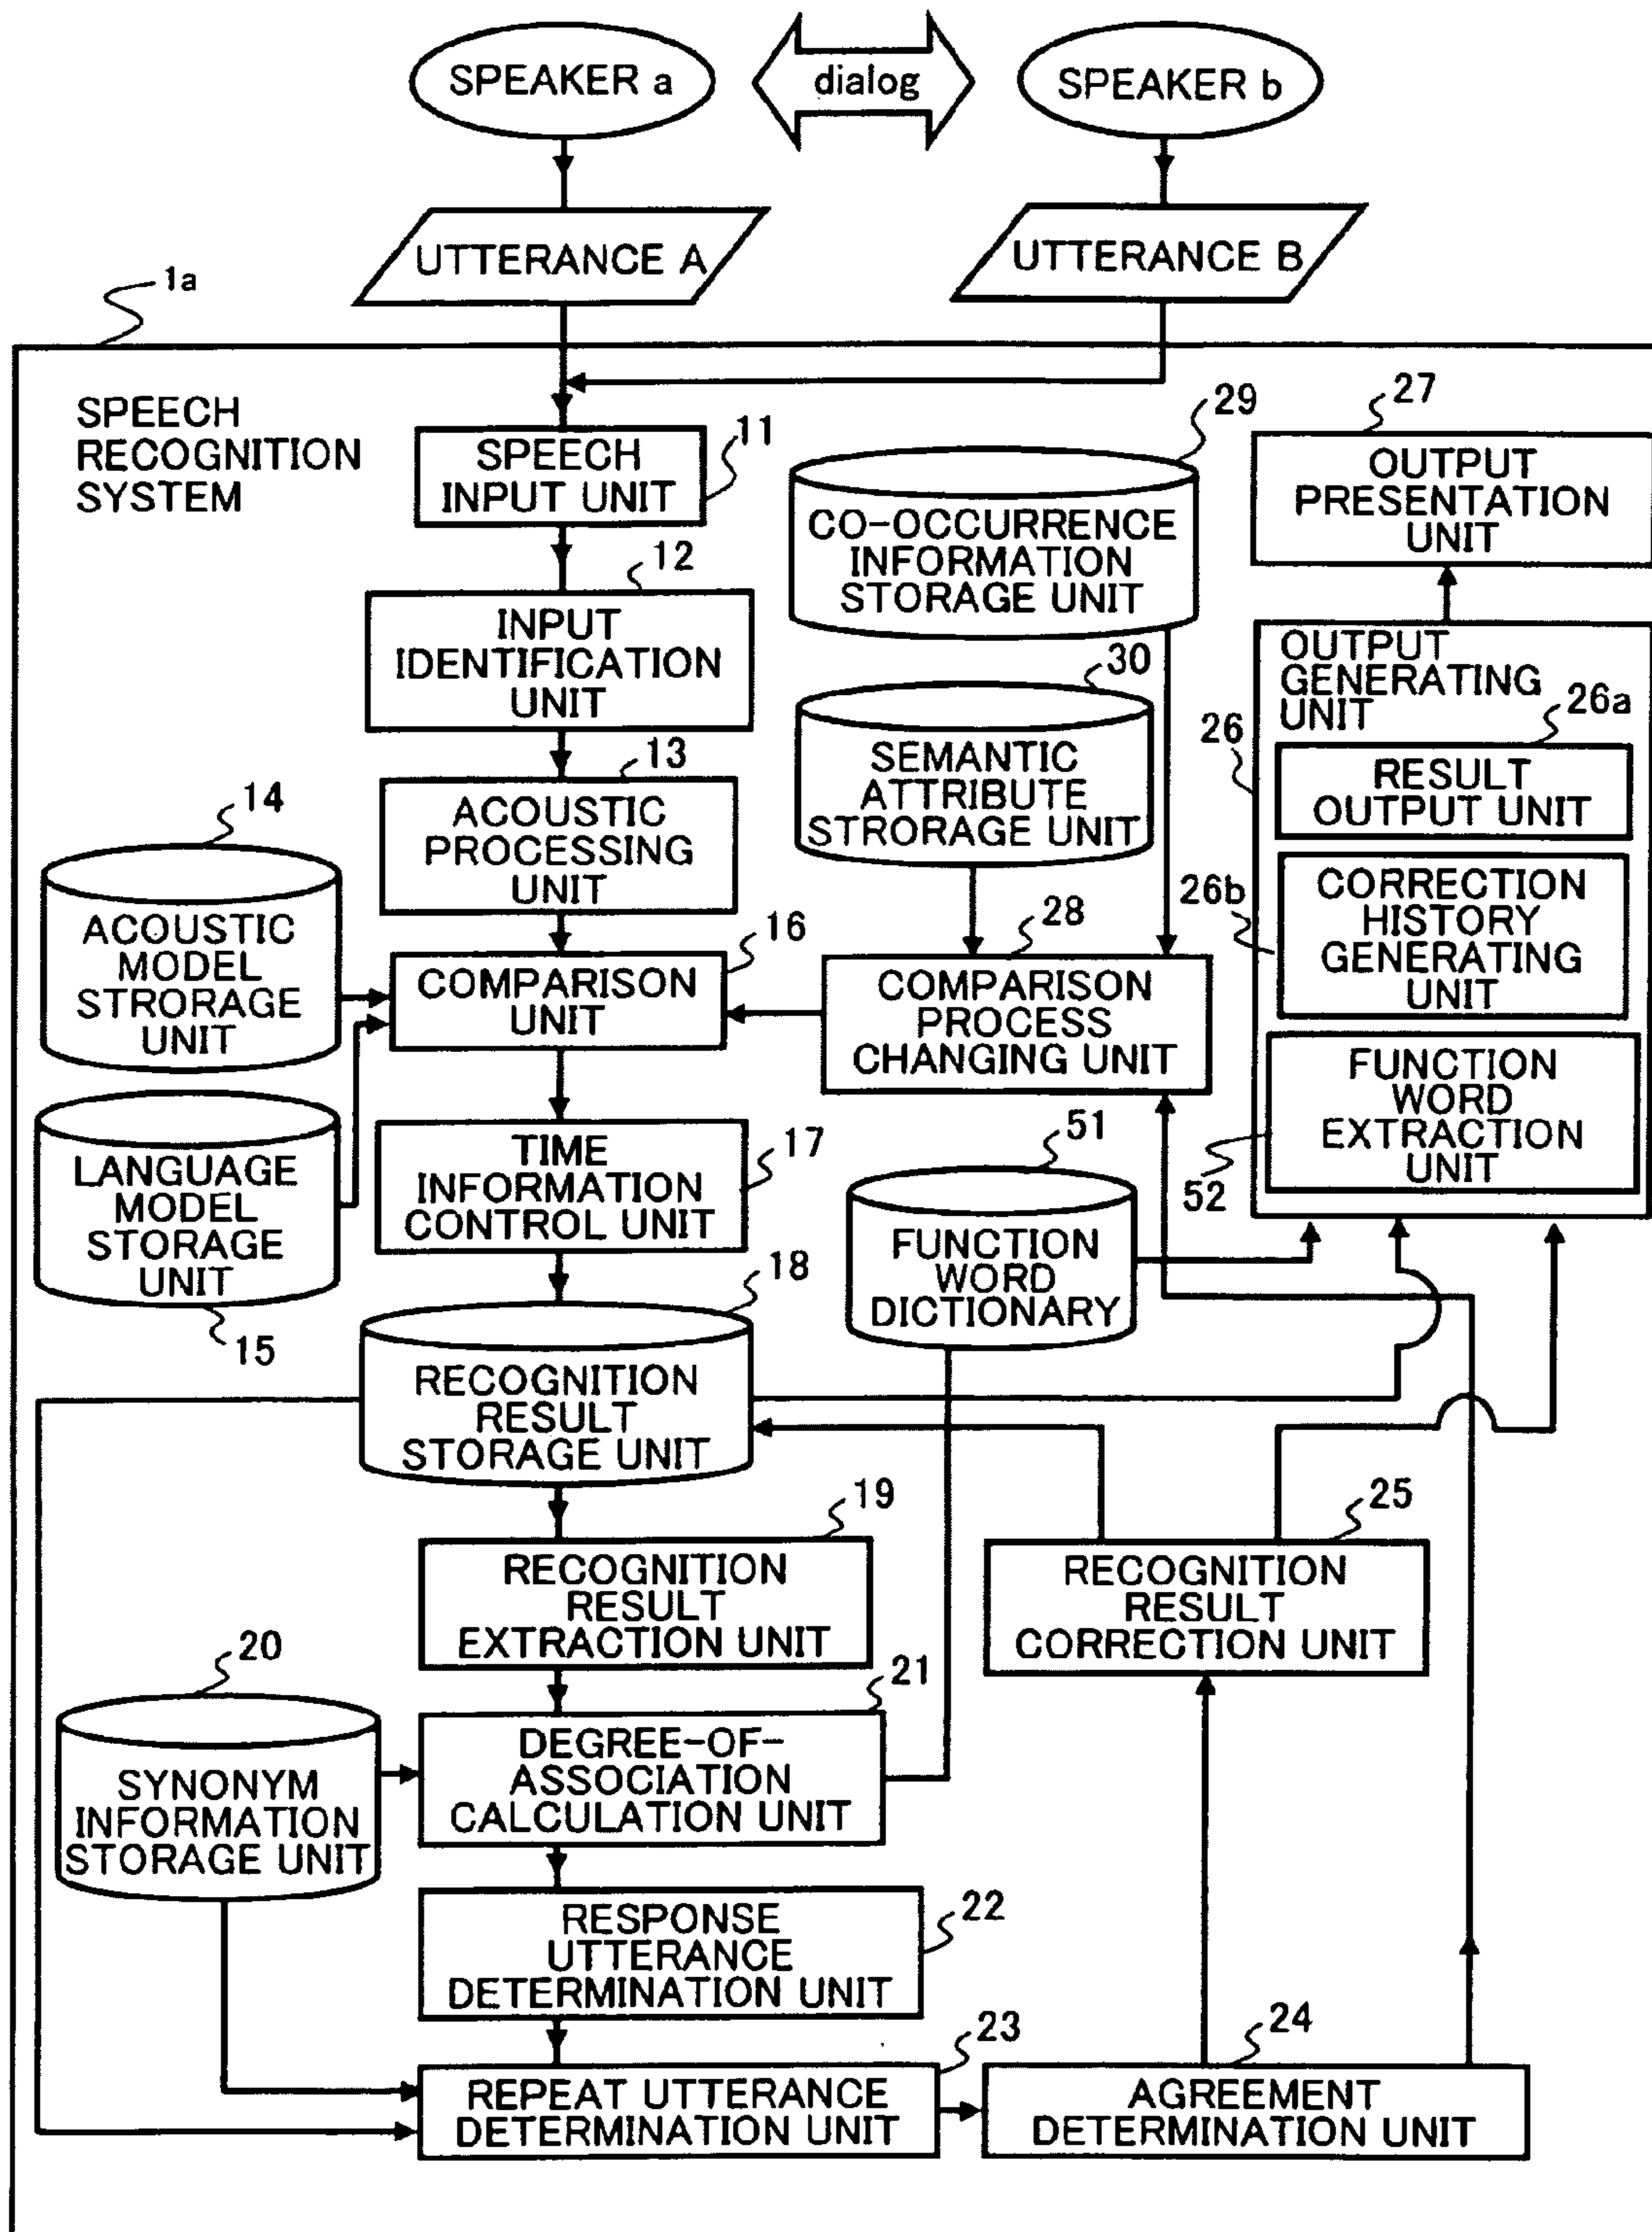 SPEAKER a
dialog
SPEAKER b
UTTERANCE A
UTTERANCE B
1a
SPEECH
RECOGNITION
SYSTEM
SPEECH
INPUT UNIT
11
29
CO-OCCURRENCE
INFORMATION
STORAGE UNIT
27
OUTPUT
PRESENTATION
UNIT
12
INPUT
IDENTIFICATION
UNIT
30
SEMANTIC
ATTRIBUTE
STRORAGE UNIT
OUTPUT
GENERATING
UNIT
26
26a
RESULT
OUTPUT UNIT
13
ACOUSTIC
PROCESSING
UNIT
14
ACOUSTIC
MODEL
STRORAGE
UNIT
16
COMPARISON
UNIT
28
COMPARISON
PROCESS
CHANGING UNIT
26b
CORRECTION
HISTORY
GENERATING
UNIT
FUNCTION
WORD
EXTRACTION
UNIT
52
LANGUAGE
MODEL
STORAGE
UNIT
15
TIME
INFORMATION
CONTROL UNIT
17
51
FUNCTION
WORD
DICTIONARY
18
RECOGNITION
RESULT
STORAGE UNIT
19
RECOGNITION
RESULT
EXTRACTION UNIT
25
RECOGNITION
RESULT
CORRECTION UNIT
20
SYNONYM
INFORMATION
STORAGE UNIT
21
DEGREE-OF-
ASSOCIATION
CALCULATION UNIT
22
RESPONSE
UTTERANCE
DETERMINATION UNIT
23
REPEAT UTTERANCE
DETERMINATION UNIT
24
AGREEMENT
DETERMINATION UNIT